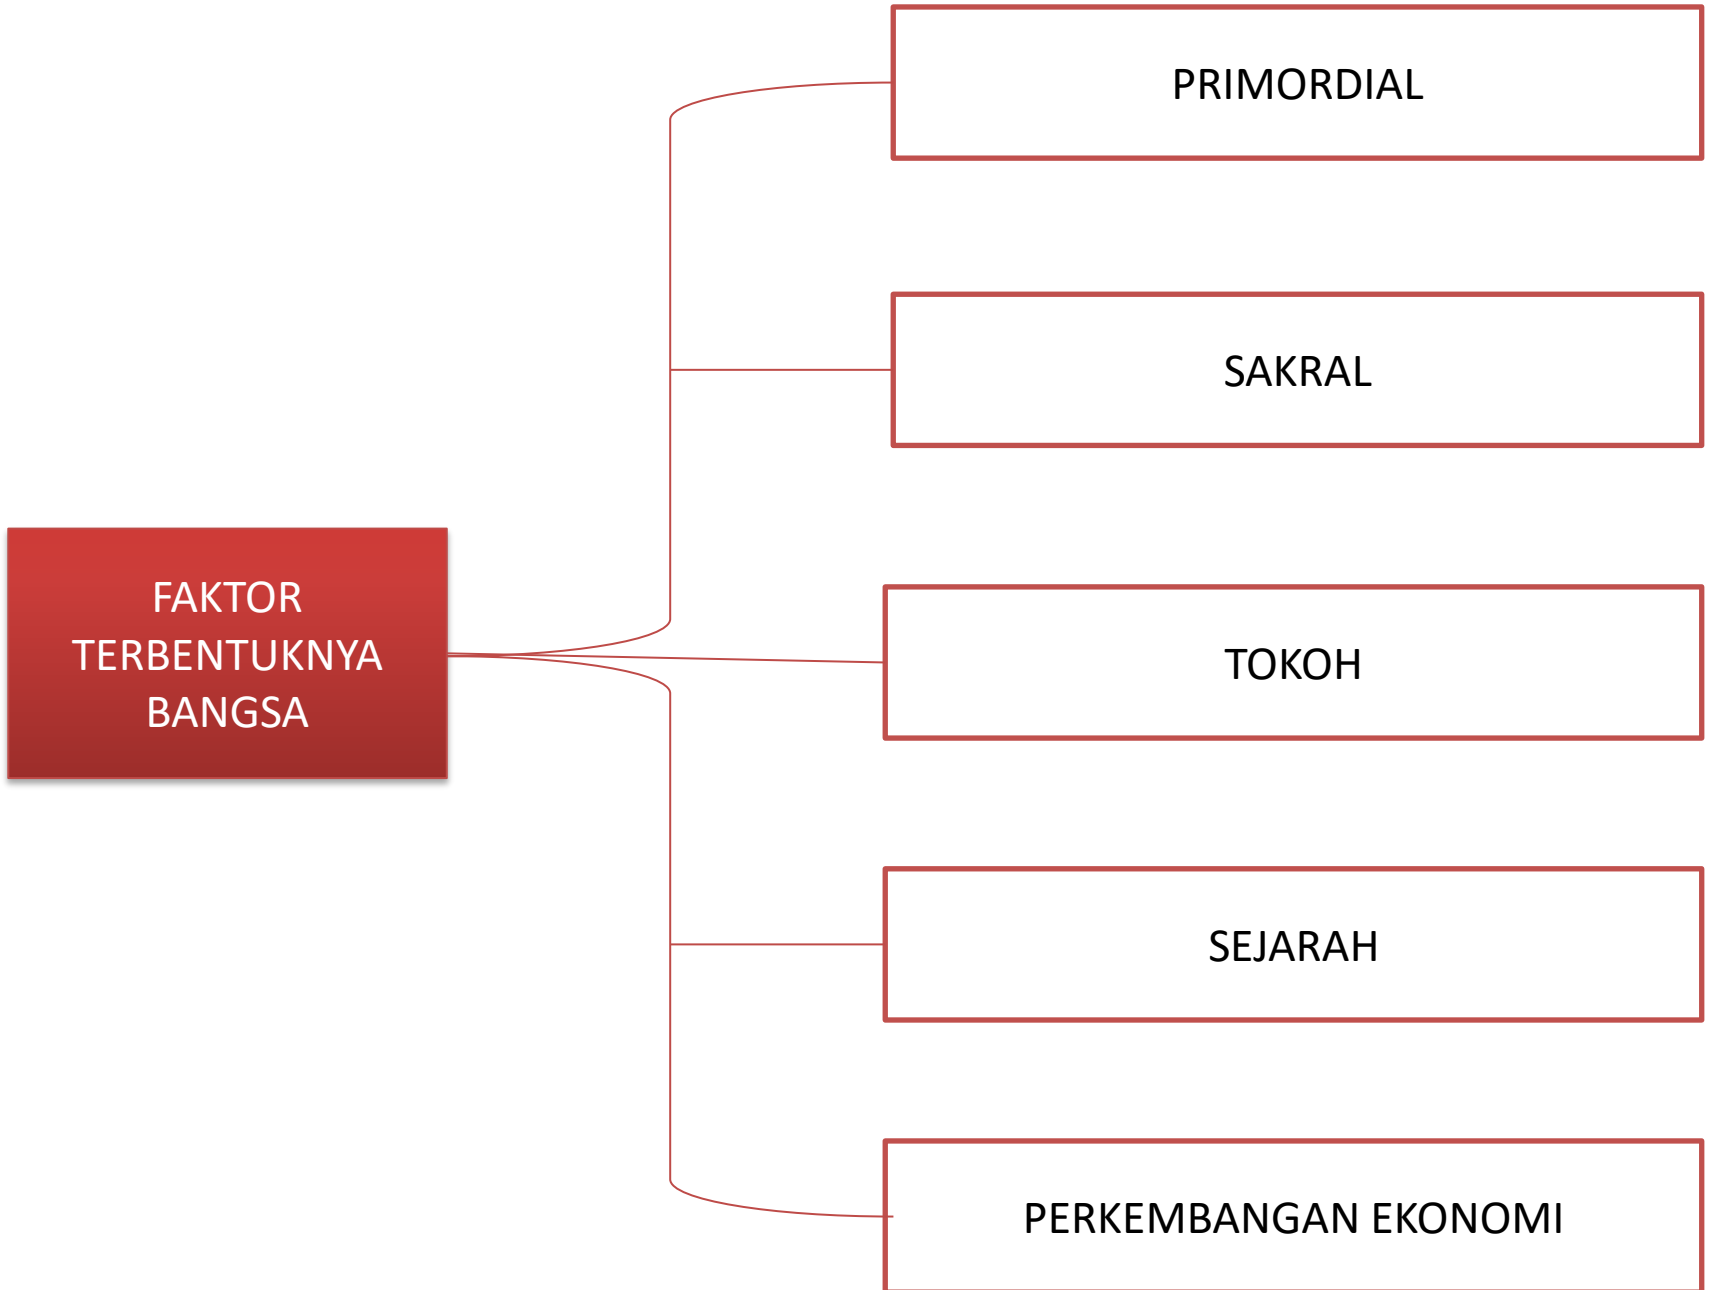 FAKTOR
TERBENTUKNYA
BANGSA
PRIMORDIAL
SAKRAL
TOKOH
SEJARAH
PERKEMBANGAN EKONOMI